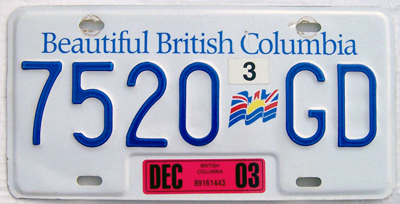 Beautiful British Columbia
3
7520 GD
DEC BRITISH COLUMBIA 03
89161443